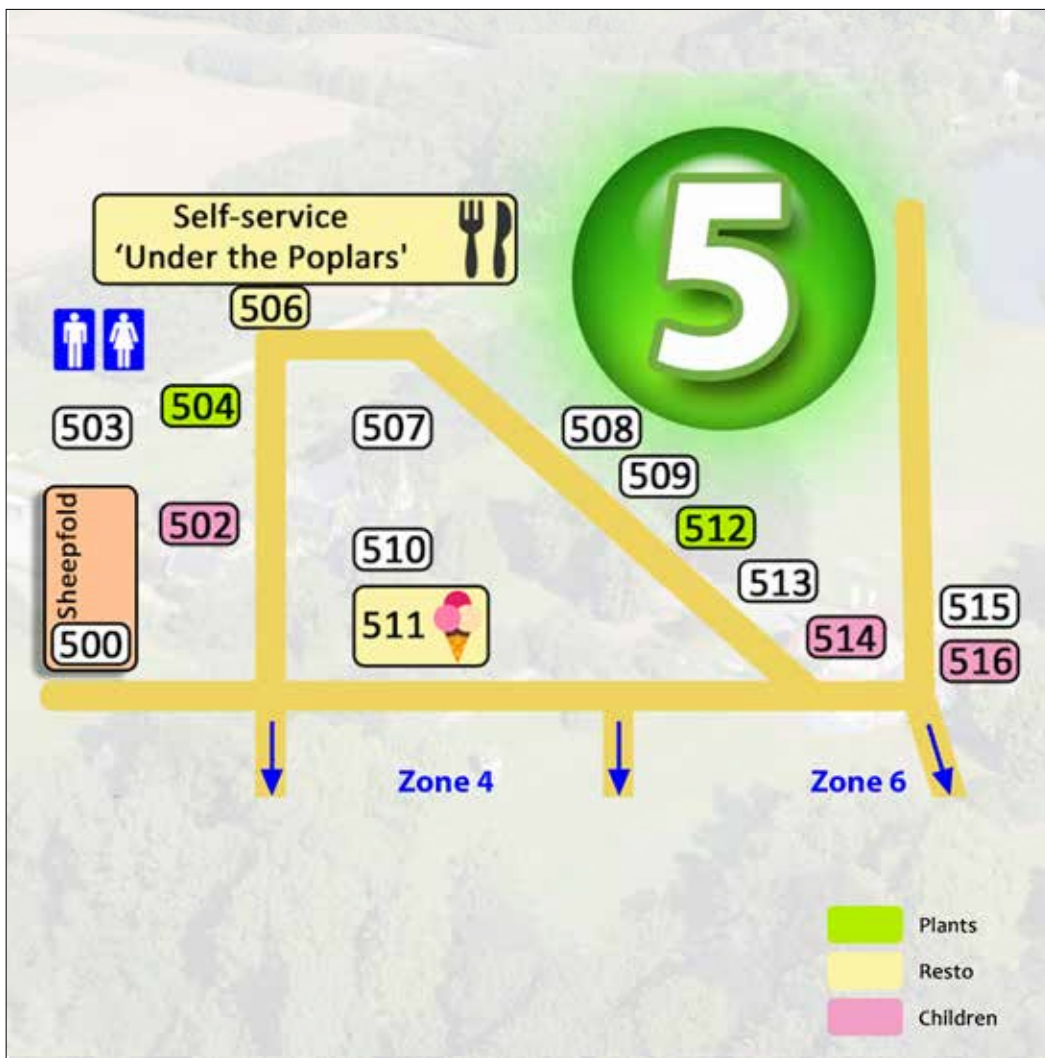 5
Self-service
‘Under the Poplars'
506
504
503
507
508
509
Sheepfold
502
512
510
513
511
515
500
514
516
Zone 4
Zone 6
Plants
Resto
Children